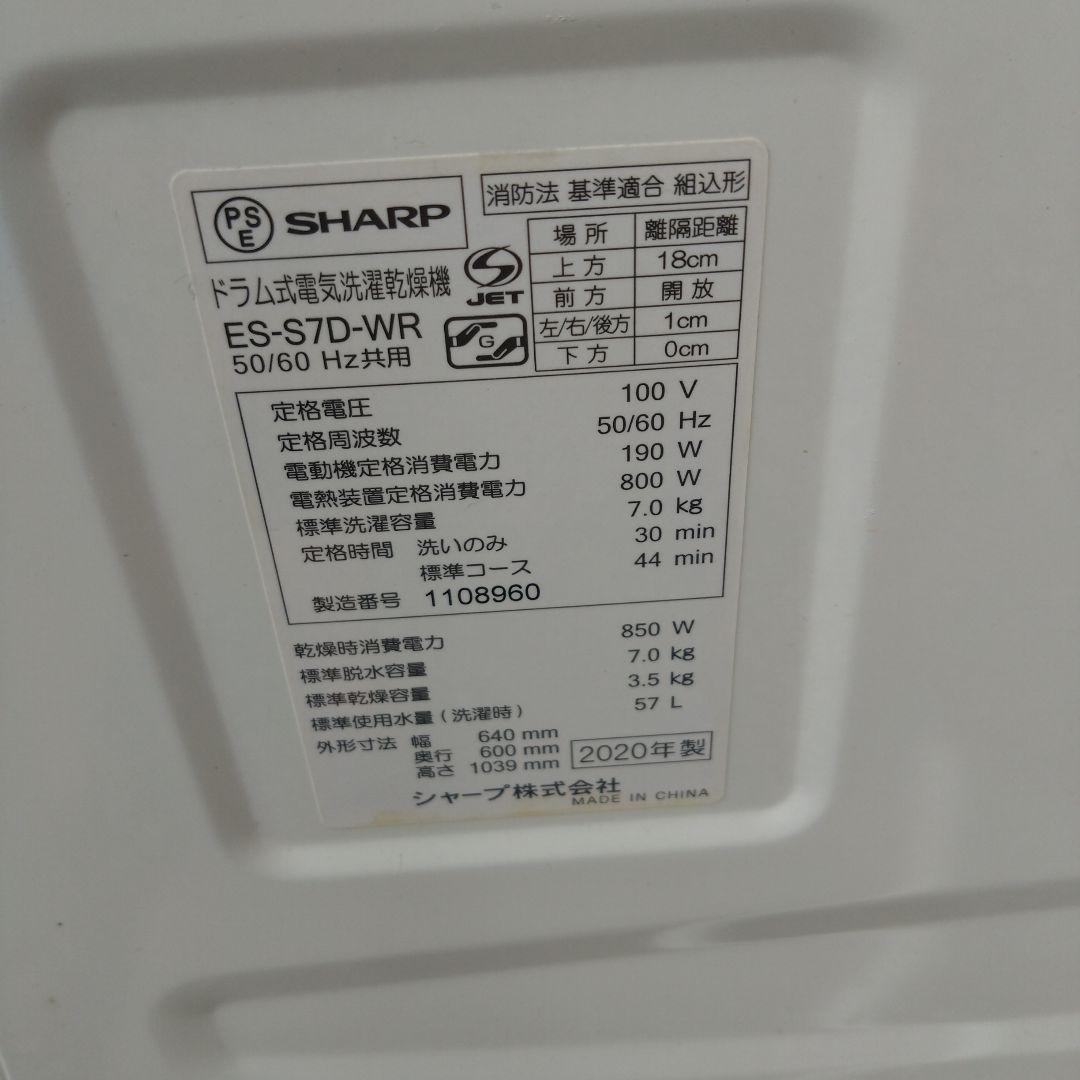 PSE SHARP
ドラム式電気洗濯乾燥機
ES-S7D-WR
50/60 Hz共用
JET
G
消防法 基準適合 組込形
場所 離隔距離
上方 18cm
前方 開放
左/右/後方 1cm
下方 0cm
定格電圧 100 V
定格周波数 50/60 Hz
電動機定格消費電力 190 W
電熱装置定格消費電力 800 W
標準洗濯容量 7.0 kg
定格時間 洗いのみ 30 min
標準コース 44 min
製造番号 1108960
乾燥時消費電力 850 W
標準脱水容量 7.0 kg
標準乾燥容量 3.5 kg
標準使用水量(洗濯時) 57 L
外形寸法 幅 640 mm
奥行 600 mm
高さ 1039 mm
2020年製
シャープ株式会社
MADE IN CHINA